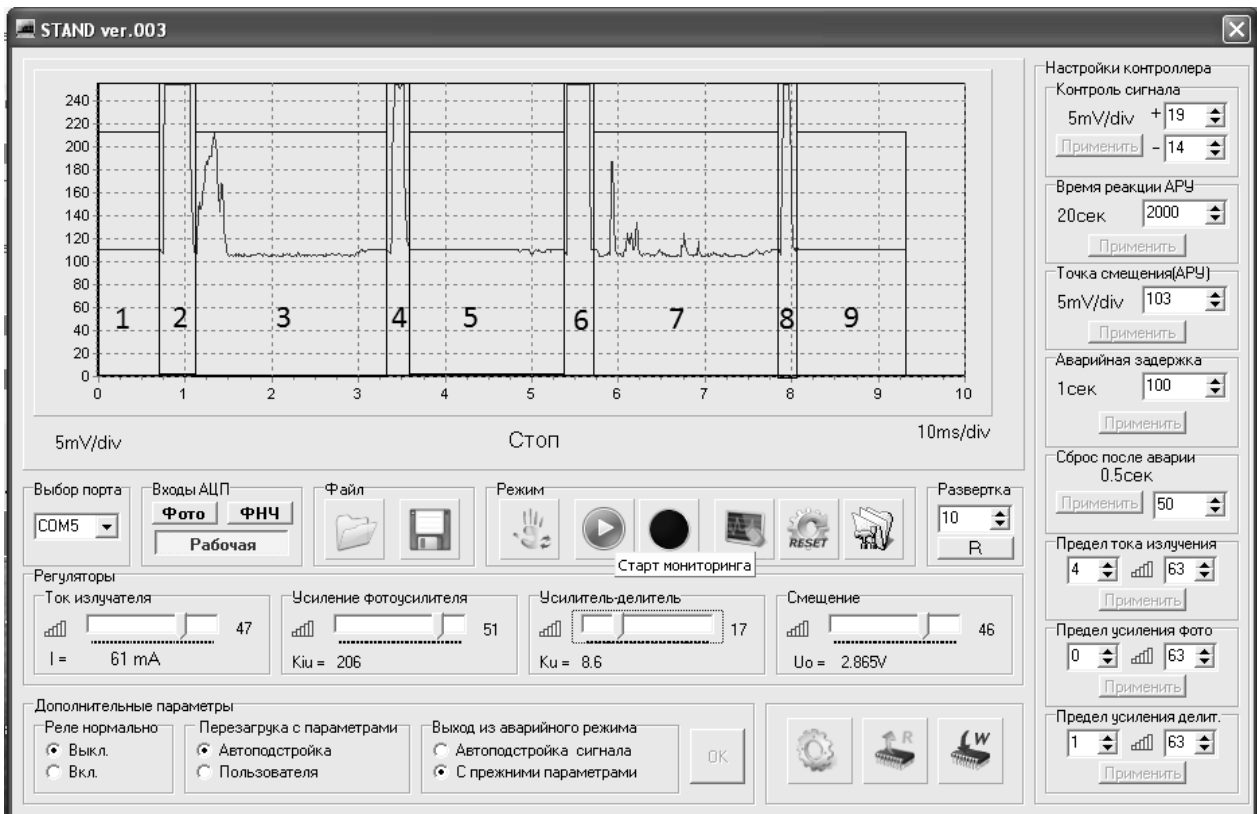 STAND ver.003
240
220
200
180
160
140
120
100
80
60
40
20
0
1 2 3 4 5 6 7 8 9
0 1 2 3 4 5 6 7 8 9 10
5mV/div Стоп 10ms/div
Выбор порта
COM5
Входы АЦП
Фото ФНЧ
Рабочая
Файл
Режим
RESET
Старт мониторинга
Развертка
10
R
Регуляторы
Ток излучателя
47
I = 61 mA
Усиление фотоусилителя
51
Kiu = 206
Усилитель-делитель
17
Ku = 8.6
Смещение
46
Uo = 2.865V
Дополнительные параметры
Реле нормально
Выкл.
Вкл.
Перезагрука с параметрами
Автоподстройка
Пользователя
Выход из аварийного режима
Автоподстройка сигнала
С прежними параметрами
OK
R
W
Настройки контроллера
Контроль сигнала
5mV/div + 19
Применить - 14
Время реакции АРУ
20сек 2000
Применить
Точка смещения(АРУ)
5mV/div 103
Применить
Аварийная задержка
1сек 100
Применить
Сброс после аварии
0.5сек
Применить 50
Предел тока излучения
4 63
Применить
Предел усиления фото
0 63
Применить
Предел усиления делит.
1 63
Применить